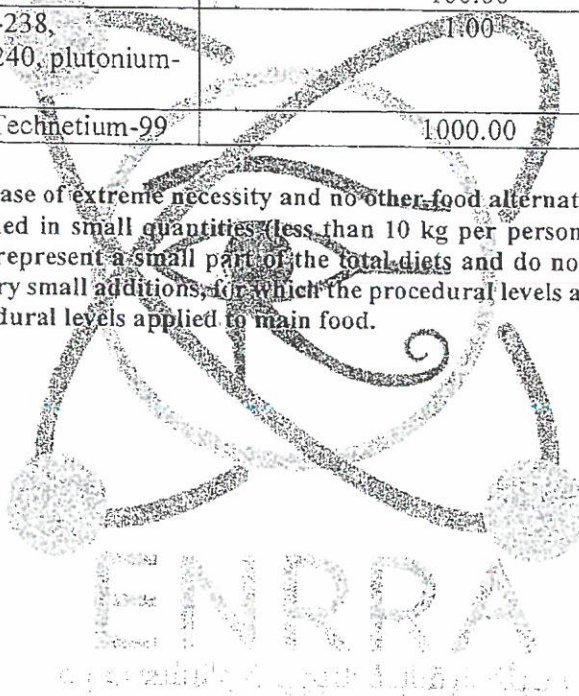 -238,
1.00
240, plutonium-
Technetium-99
1000.00
ase of extreme necessity and no other food alternat
ed in small quantities (less than 10 kg per person
represent a small part of the total diets and do no
ry small additions, for which the procedural levels a
dural levels applied to main food.
ENRRA